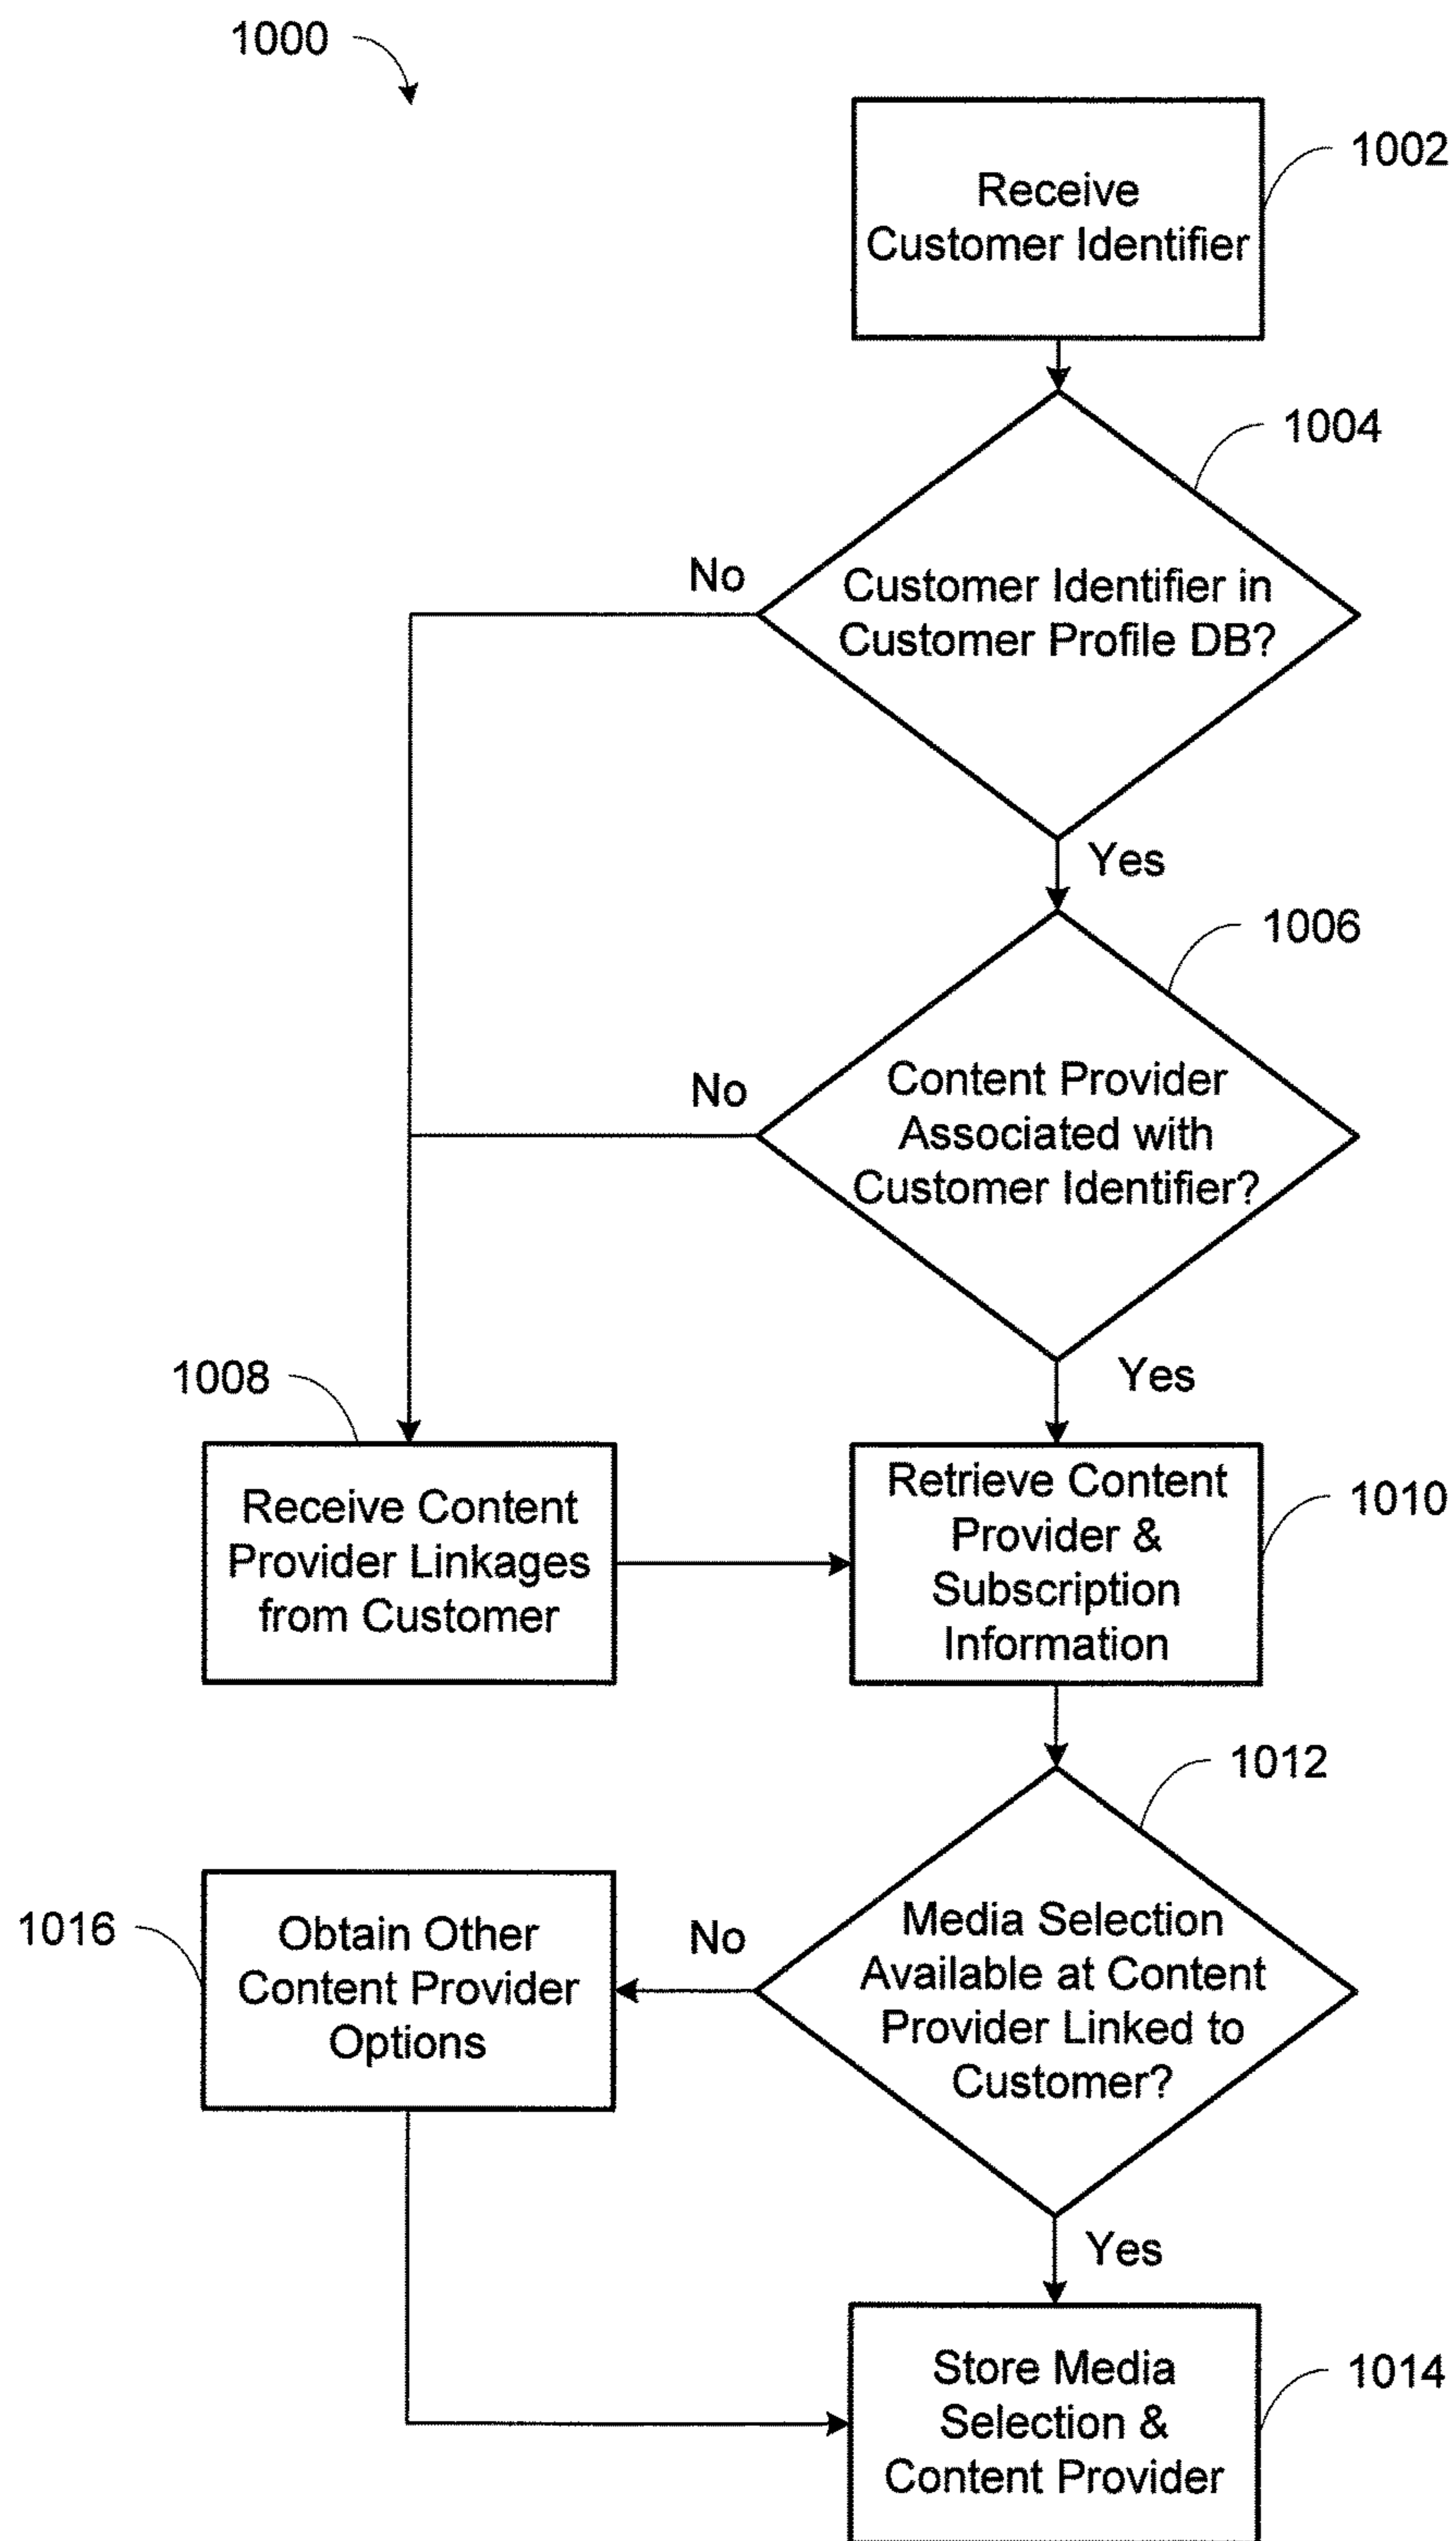 1000
1002
Receive
Customer Identifier
1004
No
Customer Identifier in
Customer Profile DB?
Yes
1006
No
Content Provider
Associated with
Customer Identifier?
Yes
1008
Receive Content
Provider Linkages
from Customer
Retrieve Content
Provider &
Subscription
Information
1010
1012
1016
Obtain Other
Content Provider
Options
No
Media Selection
Available at Content
Provider Linked to
Customer?
Yes
Store Media
Selection &
Content Provider
1014